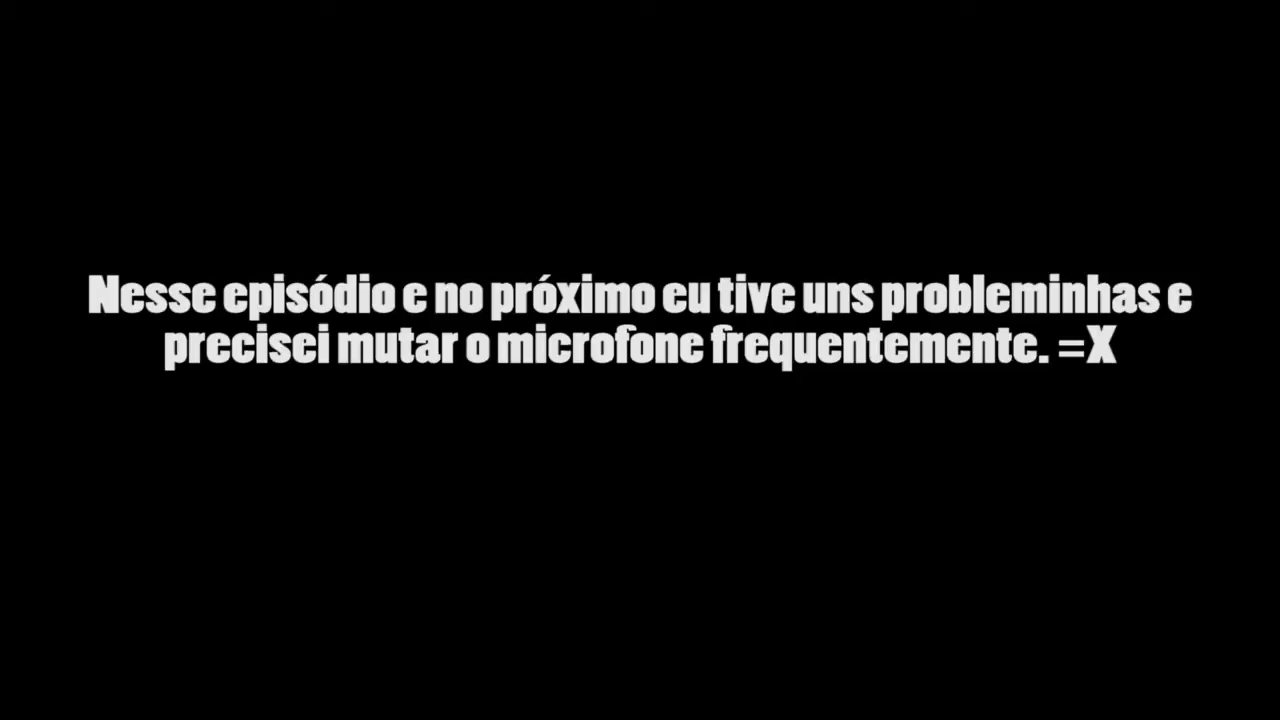 Nesse episódio e no próximo eu tive uns probleminhas e
precisei mutar o microfone frequentemente. =X